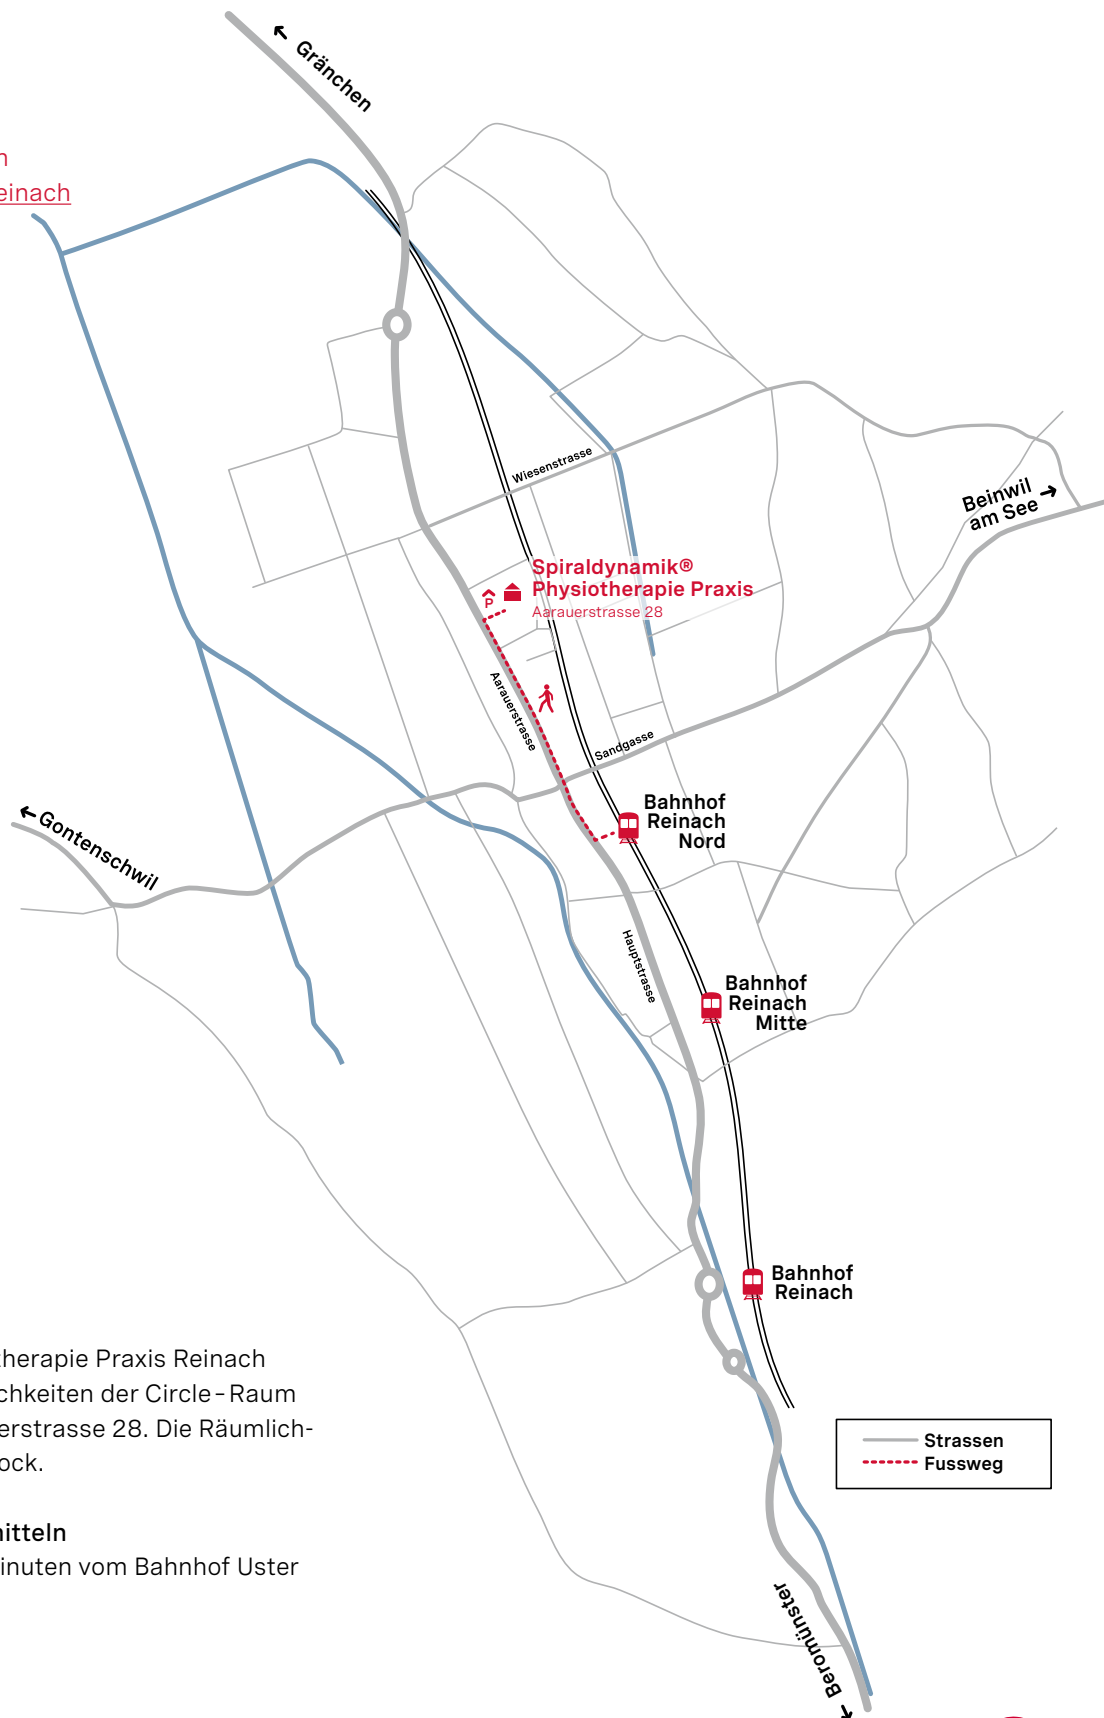 ← Gränchen
n
einach
Wiesenstrasse
Beinwil →
am See
Spiraldynamik®
Physiotherapie Praxis
P
Aarauerstrasse 28
Aarauerstrasse
Sandgasse
Bahnhof
Reinach
Nord
← Gontenschwil
Hauptstrasse
Bahnhof
Reinach
Mitte
Bahnhof
Reinach
therapie Praxis Reinach
chkeiten der Circle-Raum
erstrasse 28. Die Räumlich-
ock.
Strassen
Fussweg
nitteln
inuten vom Bahnhof Uster
← Beromünster